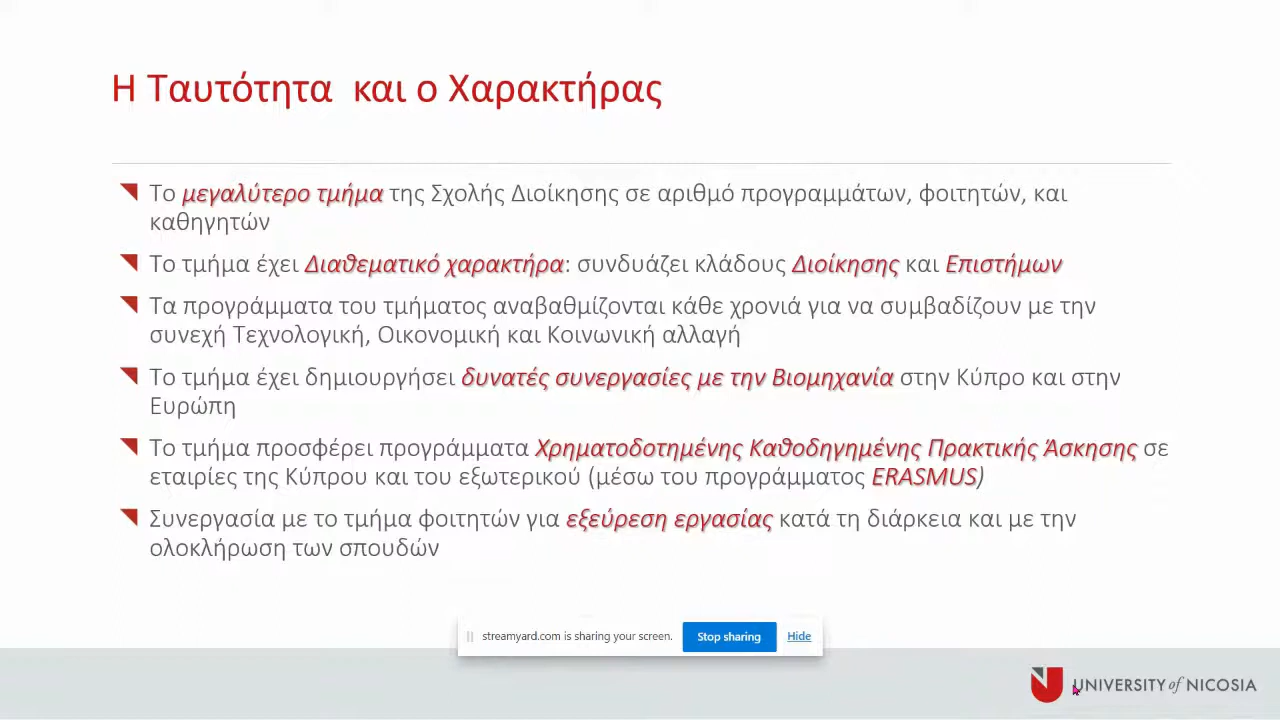 Η Ταυτότητα και ο Χαρακτήρας
Το μεγαλύτερο τμήμα της Σχολής Διοίκησης σε αριθμό προγραμμάτων, φοιτητών, και
καθηγητών
Το τμήμα έχει Διαθεματικό χαρακτήρα: συνδυάζει κλάδους Διοίκησης και Επιστήμων
Τα προγράμματα του τμήματος αναβαθμίζονται κάθε χρονιά για να συμβαδίζουν με την
συνεχή Τεχνολογική, Οικονομική και Κοινωνική αλλαγή
Το τμήμα έχει δημιουργήσει δυνατές συνεργασίες με την Βιομηχανία στην Κύπρο και στην
Ευρώπη
Το τμήμα προσφέρει προγράμματα Χρηματοδοτημένης Καθοδηγημένης Πρακτικής Άσκησης σε
εταιρίες της Κύπρου και του εξωτερικού (μέσω του προγράμματος ERASMUS)
Συνεργασία με το τμήμα φοιτητών για εξεύρεση εργασίας κατά τη διάρκεια και με την
ολοκλήρωση των σπουδών
streamyard.com is sharing your screen. Stop sharing Hide
UNIVERSITY of NICOSIA